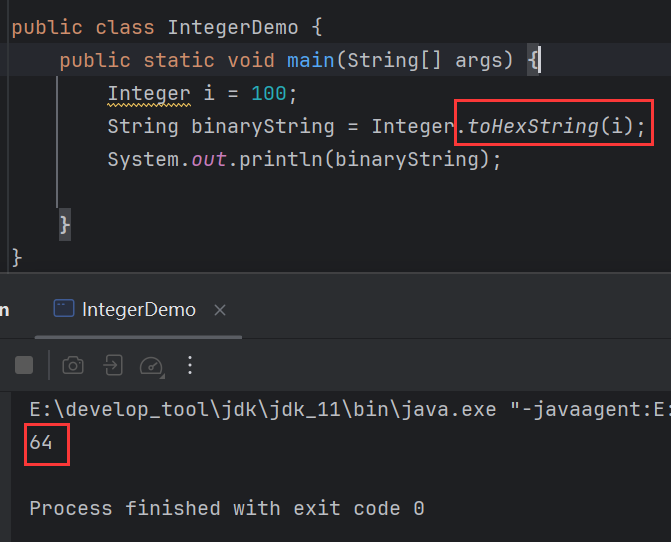 public class IntegerDemo {
public static void main(String[] args) {
Integer i = 100;
String binaryString = Integer.toHexString(i);
System.out.println(binaryString);
}
}
n
IntegerDemo
E:\develop_tool\jdk\jdk_11\bin\java.exe "-javaagent:E:
64
Process finished with exit code 0